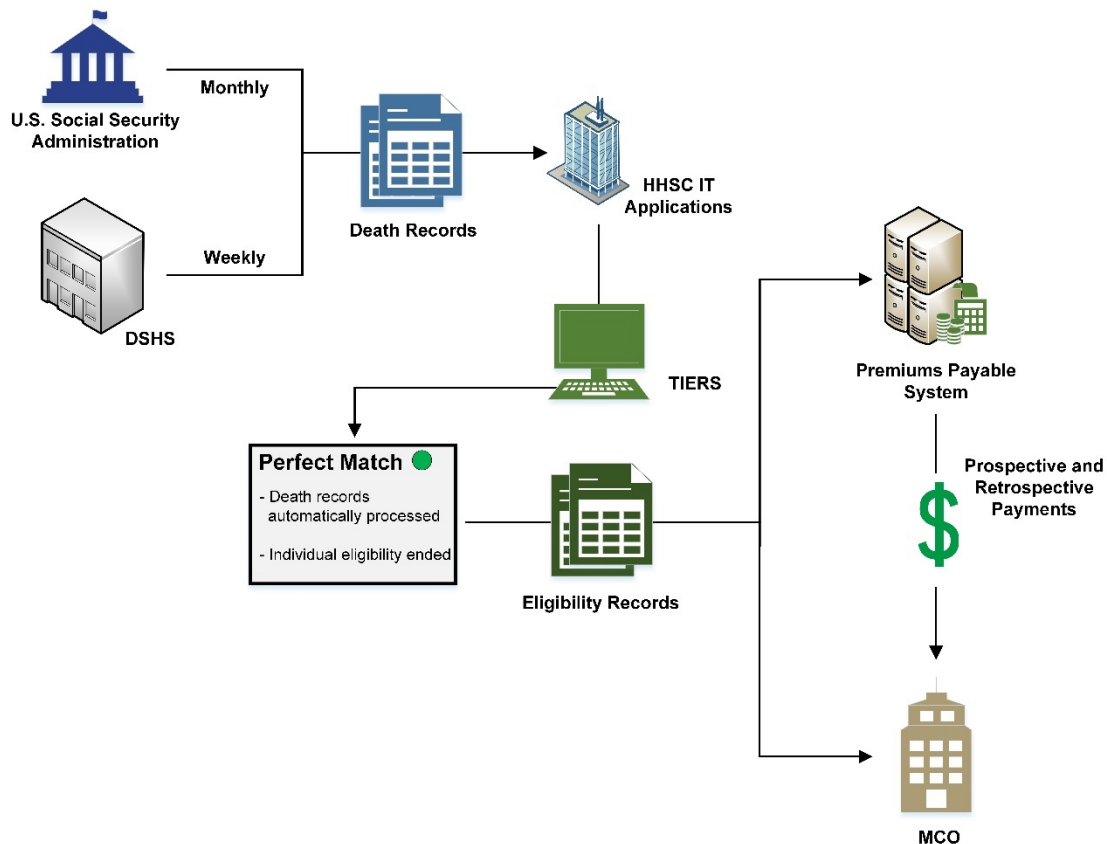 Monthly
U.S. Social Security
Administration
Death Records
HHSC IT
Applications
Weekly
DSHS
TIERS
Premiums Payable
System
Perfect Match
- Death records
automatically processed
- Individual eligibility ended
Eligibility Records
Prospective and
Retrospective
Payments
$
MCO